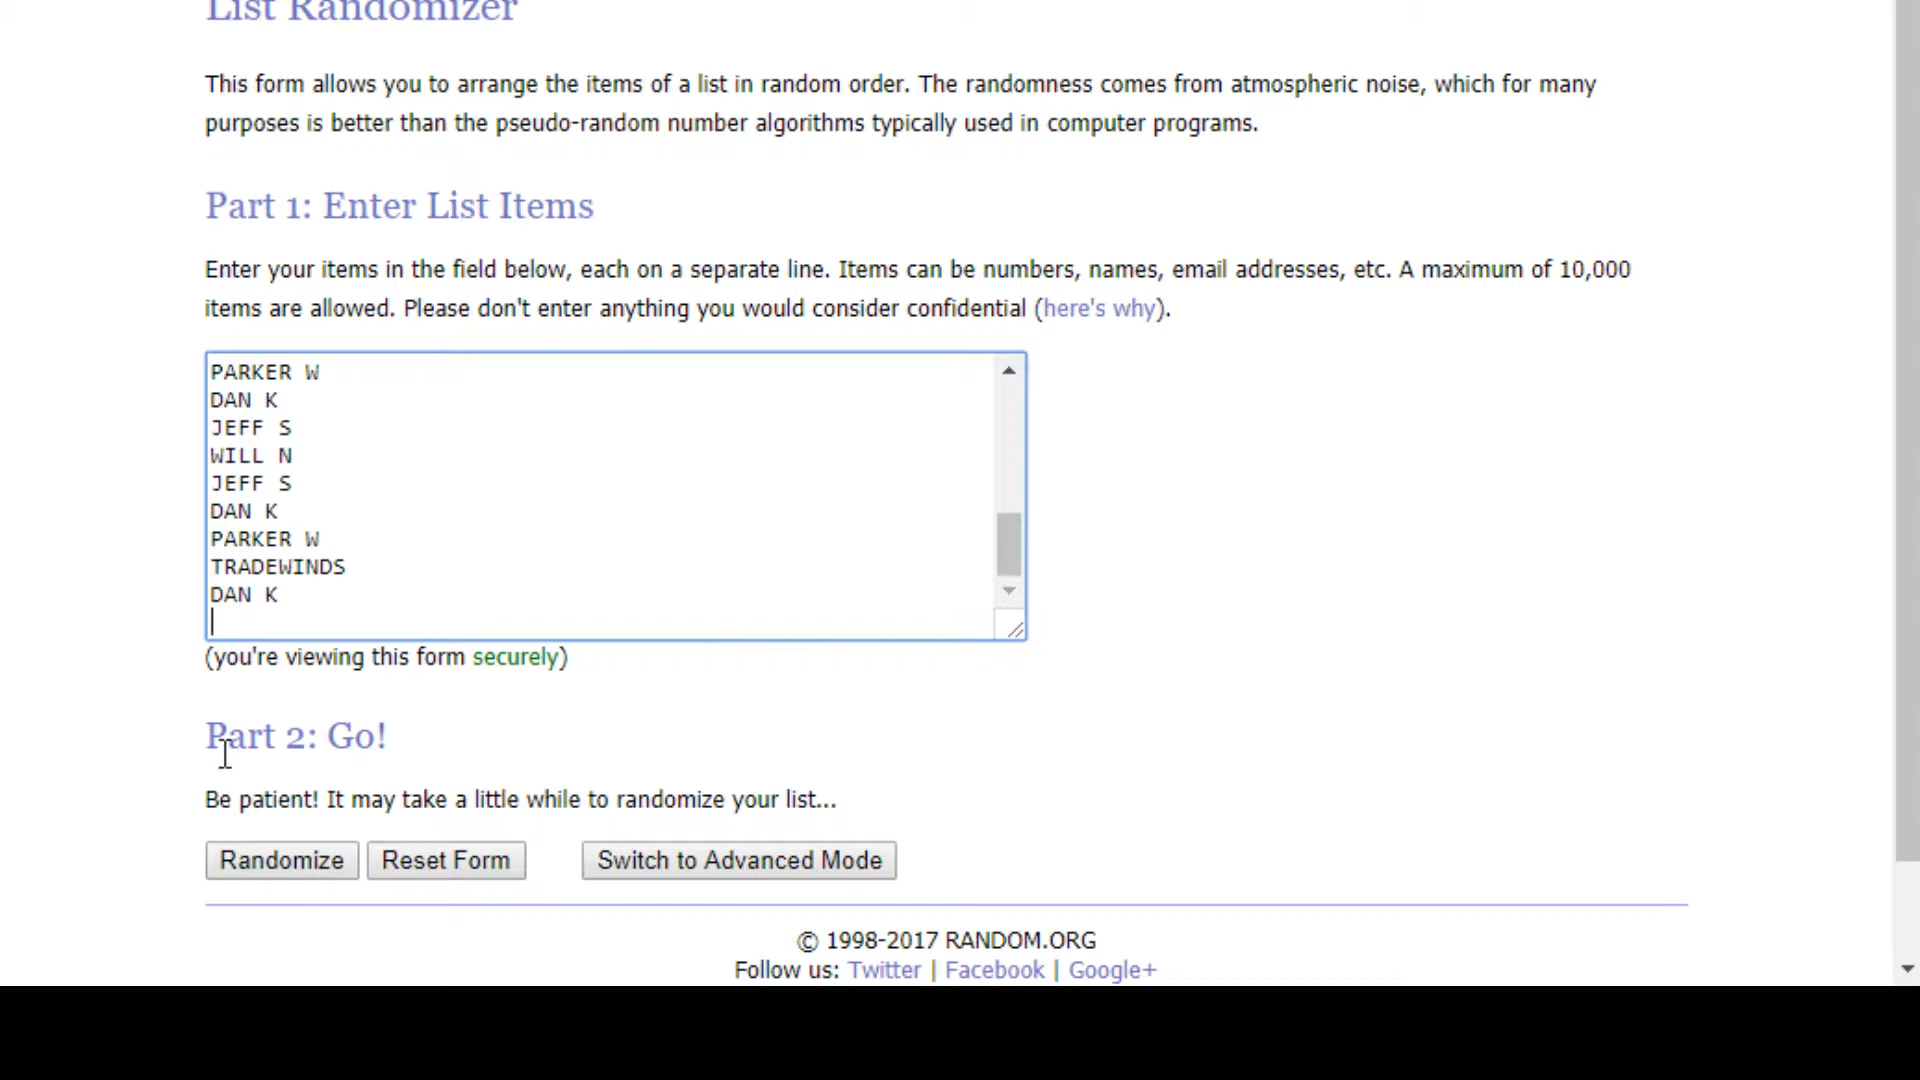 List Randomizer
This form allows you to arrange the items of a list in random order. The randomness comes from atmospheric noise, which for many
purposes is better than the pseudo-random number algorithms typically used in computer programs.
Part 1: Enter List Items
Enter your items in the field below, each on a separate line. Items can be numbers, names, email addresses, etc. A maximum of 10,000
items are allowed. Please don't enter anything you would consider confidential (here's why).
PARKER W
DAN K
JEFF S
WILL N
JEFF S
DAN K
PARKER W
TRADEWINDS
DAN K
(you're viewing this form securely)
Part 2: Go!
Be patient! It may take a little while to randomize your list...
Randomize Reset Form Switch to Advanced Mode
© 1998-2017 RANDOM.ORG
Follow us: Twitter | Facebook | Google+